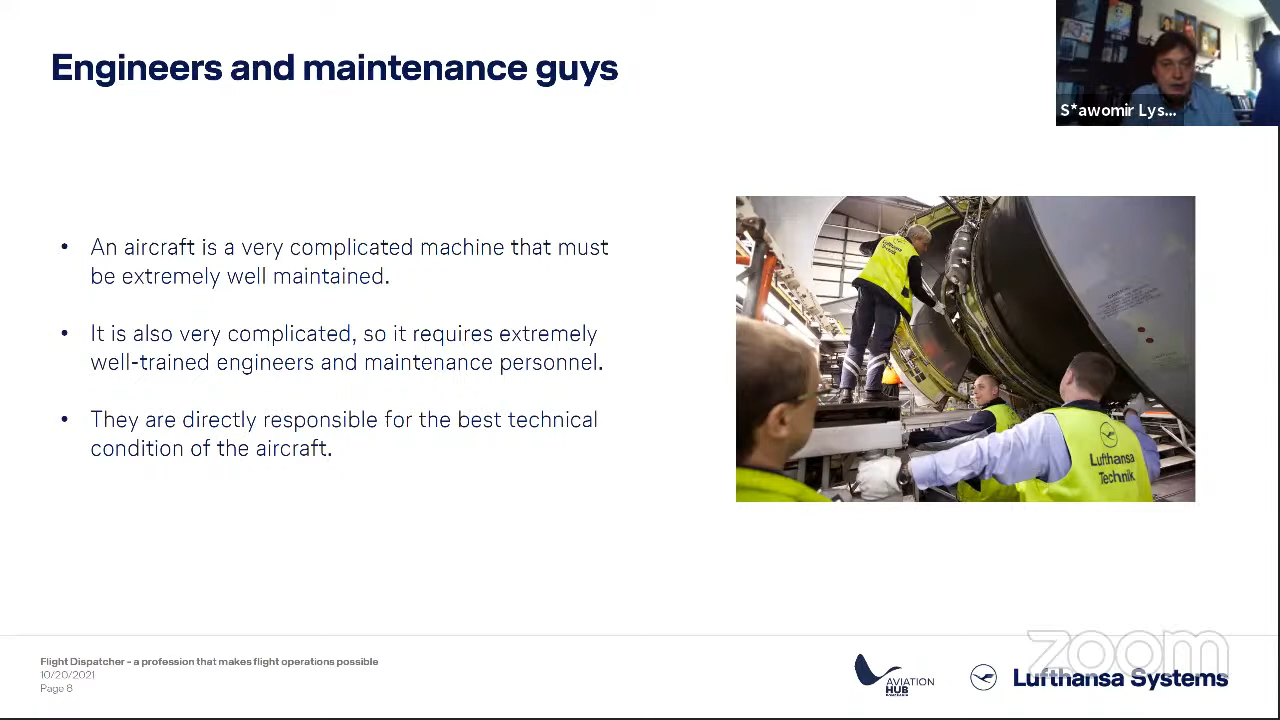 Engineers and maintenance guys
S*awomir Lys...
• An aircraft is a very complicated machine that must
be extremely well maintained.
• It is also very complicated, so it requires extremely
well-trained engineers and maintenance personnel.
• They are directly responsible for the best technical
condition of the aircraft.
Lufthansa
Technik
Lufthansa
Technik
Flight Dispatcher - a profession that makes flight operations possible
10/20/2021
Page 8
AVIATION
HUB
zoom
Lufthansa Systems